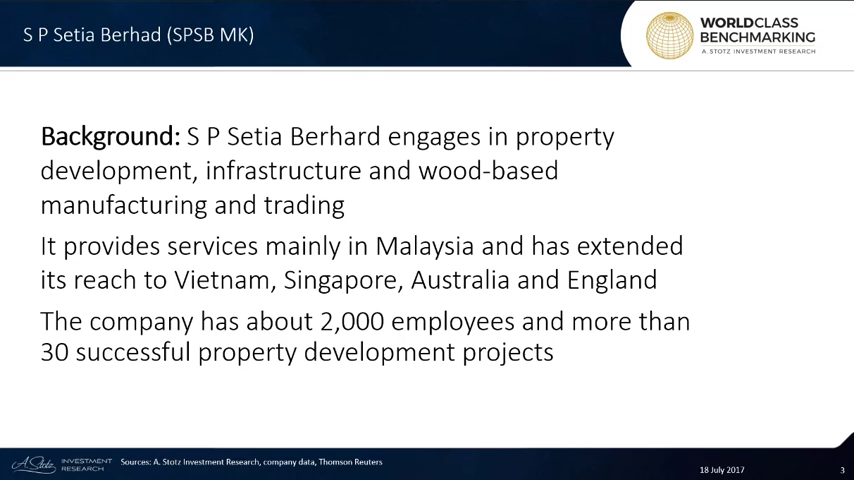 S P Setia Berhad (SPSB MK)
WORLDCLASS
BENCHMARKING
A STOTZ INVESTMENT RESEARCH
Background: S P Setia Berhard engages in property
development, infrastructure and wood-based
manufacturing and trading
It provides services mainly in Malaysia and has extended
its reach to Vietnam, Singapore, Australia and England
The company has about 2,000 employees and more than
30 successful property development projects
A. Stotz
INVESTMENT
RESEARCH
Sources: A. Stotz Investment Research, company data, Thomson Reuters
18 July 2017
3